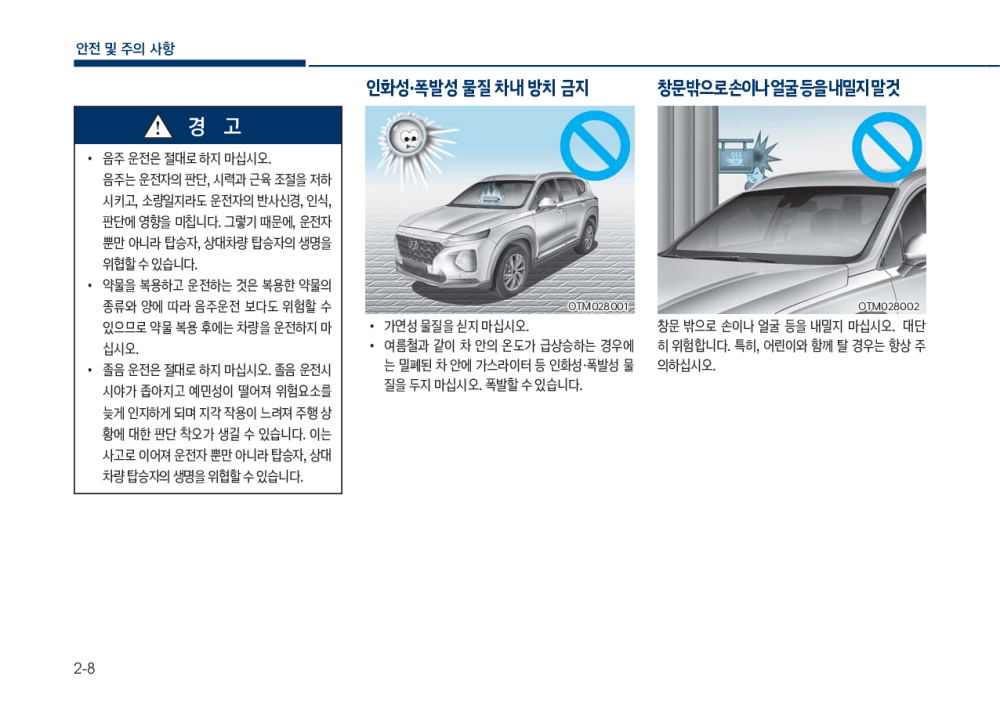 안전 및 주의 사항
경 고
• 음주 운전은 절대로 하지 마십시오.
음주는 운전자의 판단, 시력과 근육 조절을 저하
시키고, 소량일지라도 운전자의 반사신경, 인식,
판단에 영향을 미칩니다. 그렇기 때문에, 운전자
뿐만 아니라 탑승자, 상대차량 탑승자의 생명을
위협할 수 있습니다.
• 약물을 복용하고 운전하는 것은 복용한 약물의
종류와 양에 따라 음주운전 보다도 위험할 수
있으므로 약물 복용 후에는 차량을 운전하지 마
십시오.
• 졸음 운전은 절대로 하지 마십시오. 졸음 운전시
시야가 좁아지고 예민성이 떨어져 위험요소를
늦게 인지하게 되며 지각 작용이 느려져 주행 상
황에 대한 판단 착오가 생길 수 있습니다. 이는
사고로 이어져 운전자 뿐만 아니라 탑승자, 상대
차량 탑승자의 생명을 위협할 수 있습니다.
인화성·폭발성 물질 차내 방치 금지
OTM028001
• 가연성 물질을 싣지 마십시오.
• 여름철과 같이 차 안의 온도가 급상승하는 경우에
는 밀폐된 차 안에 가스라이터 등 인화성·폭발성 물
질을 두지 마십시오. 폭발할 수 있습니다.
창문 밖으로 손이나 얼굴 등을 내밀지 말 것
OTM028002
창문 밖으로 손이나 얼굴 등을 내밀지 마십시오. 대단
히 위험합니다. 특히, 어린이와 함께 탈 경우는 항상 주
의하십시오.
2-8